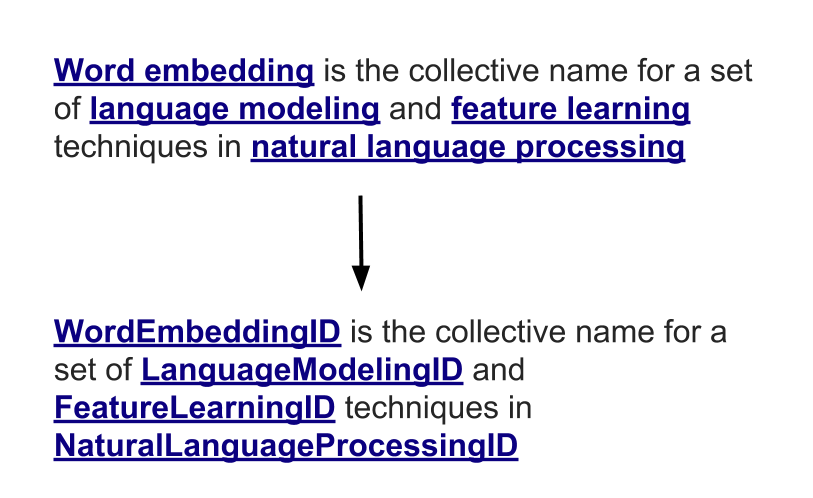 Word embedding is the collective name for a set
of language modeling and feature learning
techniques in natural language processing
WordEmbeddingID is the collective name for a
set of LanguageModelingID and
FeatureLearningID techniques in
NaturalLanguageProcessingID